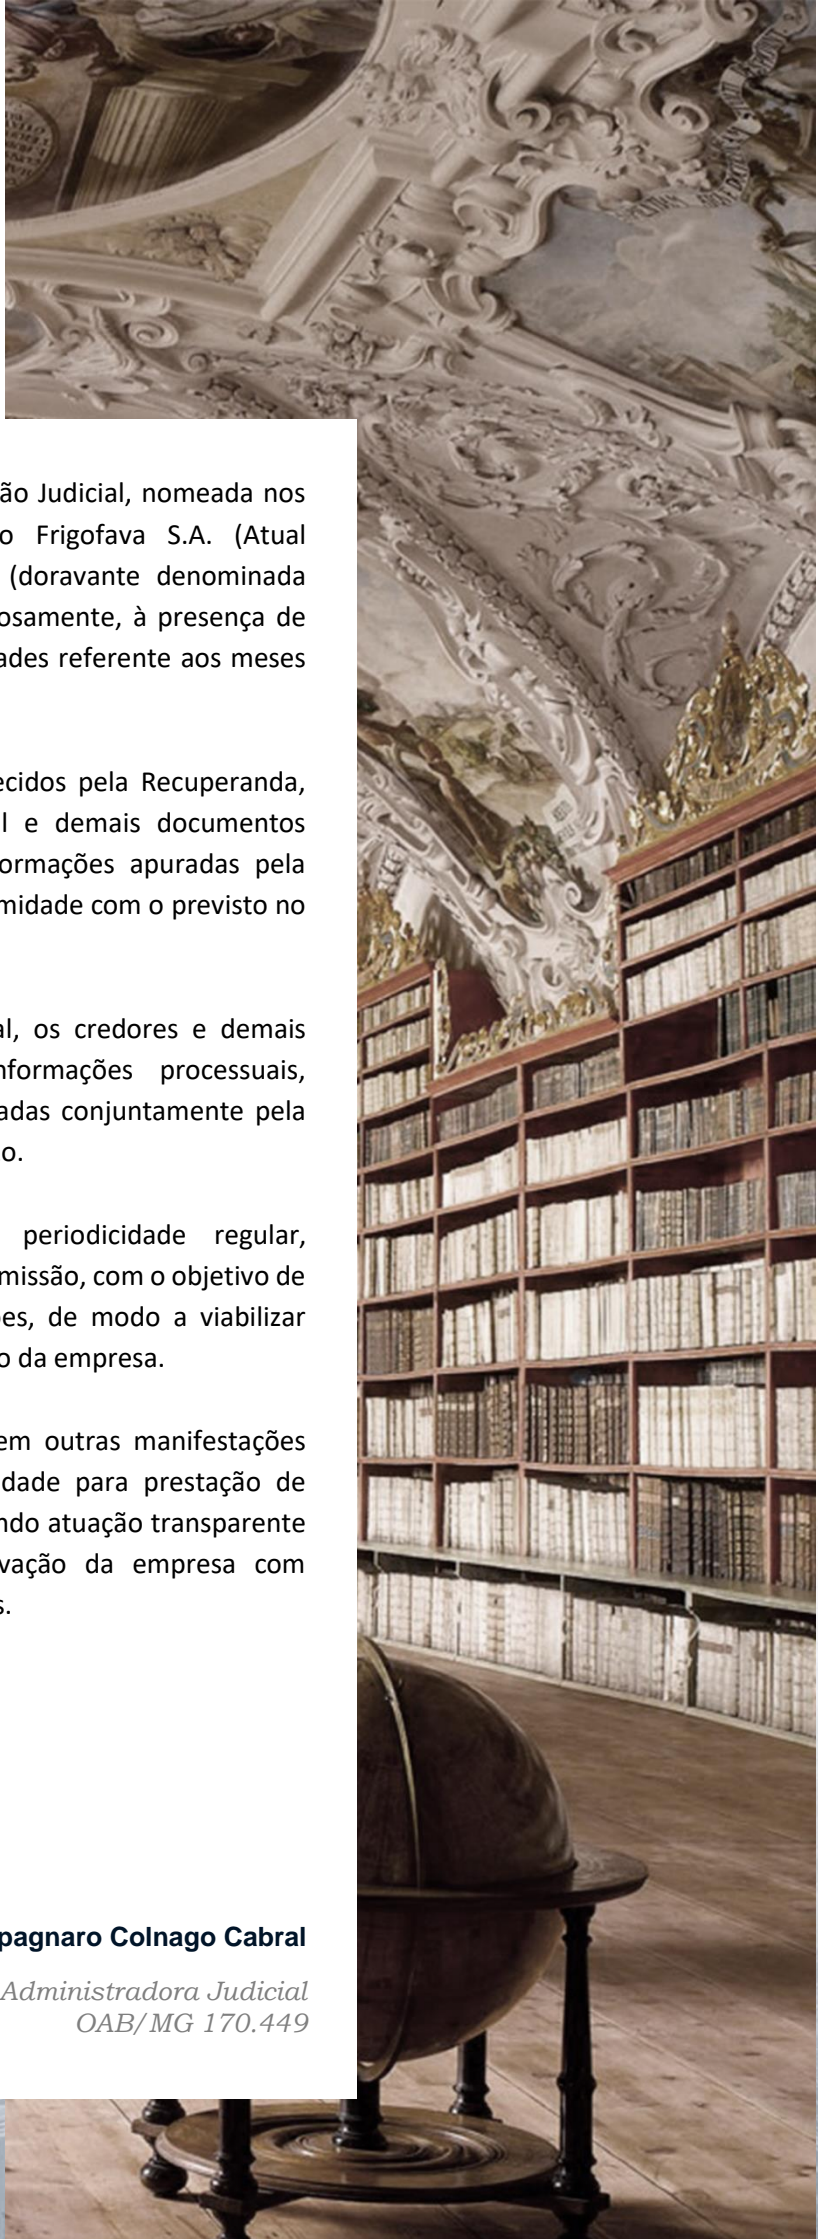 ão Judicial, nomeada nos
o Frigofava S.A. (Atual
(doravante denominada
osamente, à presença de
ades referente aos meses
ecidos pela Recuperanda,
l e demais documentos
ormações apuradas pela
midade com o previsto no
al, os credores e demais
nformações processuais,
adas conjuntamente pela
o.
periodicidade regular,
missão, com o objetivo de
es, de modo a viabilizar
o da empresa.
em outras manifestações
dade para prestação de
ndo atuação transparente
vação da empresa com
s.
pagnaro Colnago Cabral
Administradora Judicial
OAB/MG 170.449